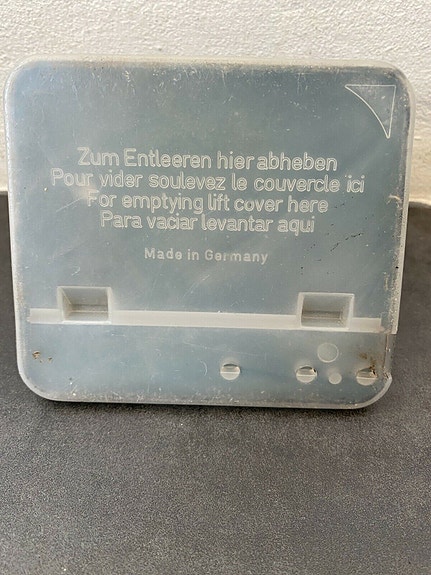 Zum Entleeren hier abheben
Pour vider soulevez le couvercle ici
For emptying lift cover here
Para vaciar levantar aqui
Made in Germany